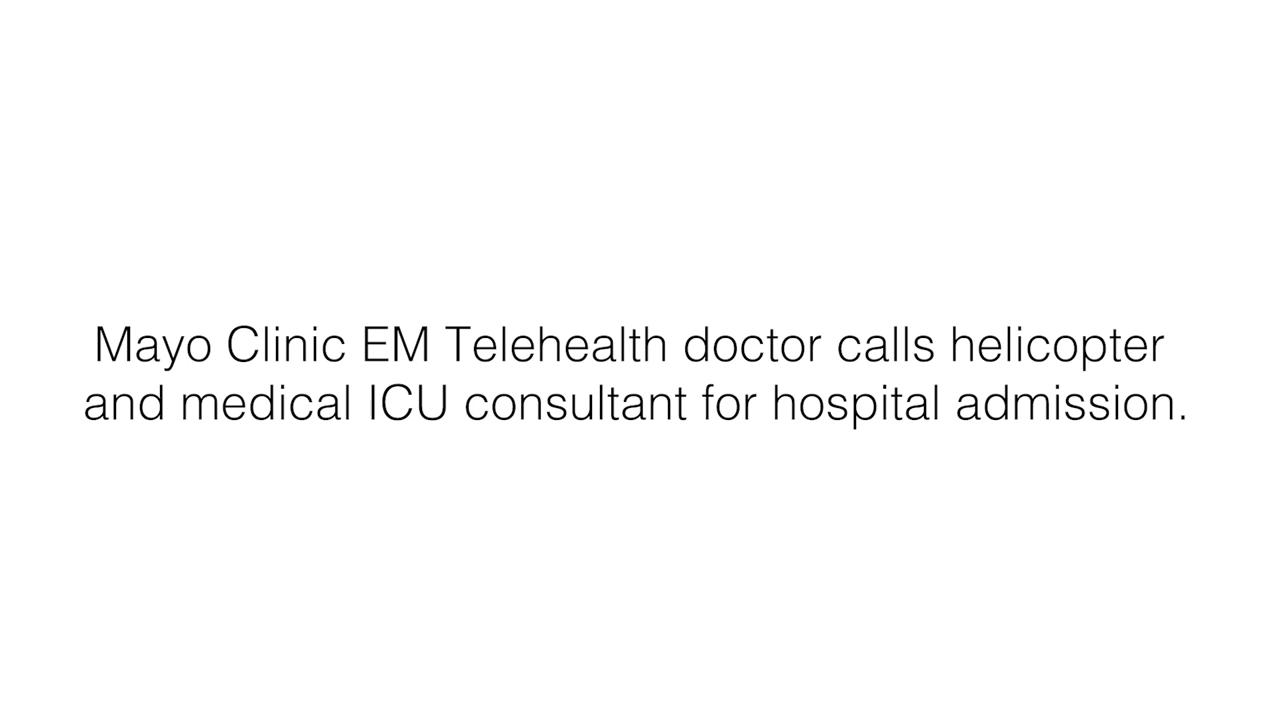 Mayo Clinic EM Telehealth doctor calls helicopter
and medical ICU consultant for hospital admission.